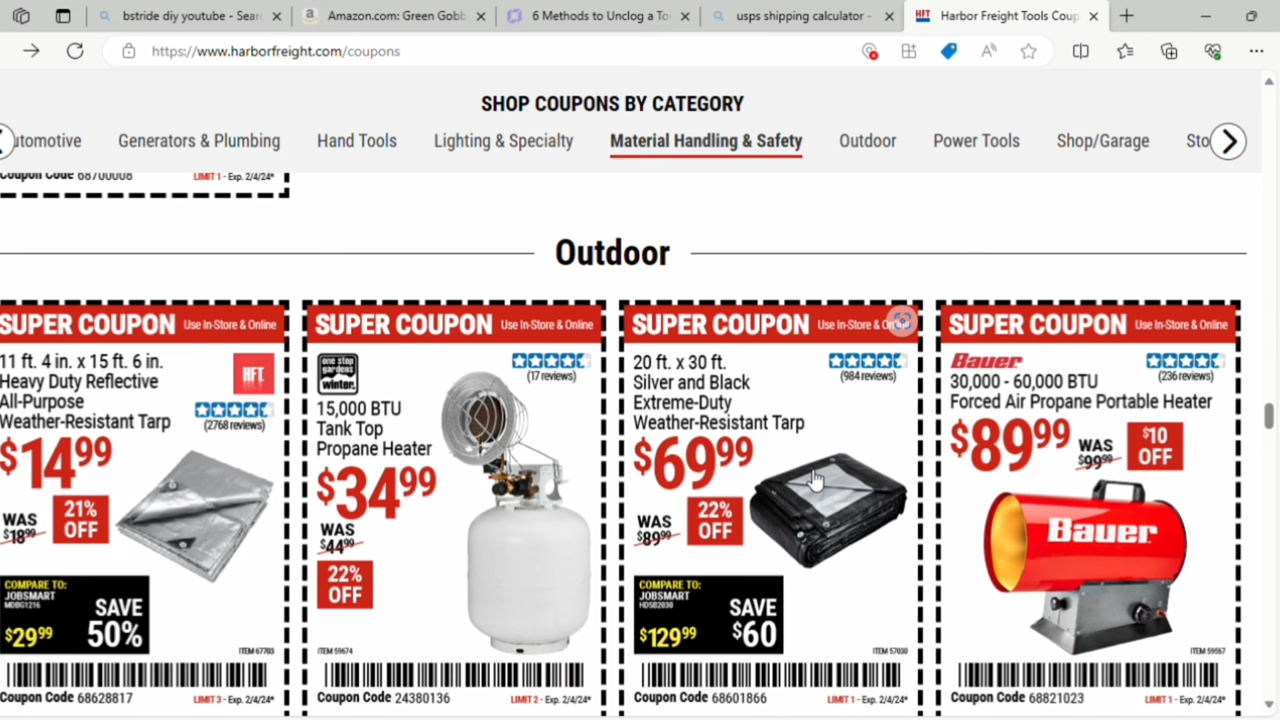 bstride diy youtube - Sear
Amazon.com: Green Gobb
6 Methods to Unclog a Toi
usps shipping calculator -
HFT
Harbor Freight Tools Coup
https://www.harborfreight.com/coupons
SHOP COUPONS BY CATEGORY
utomotive
Generators & Plumbing
Hand Tools
Lighting & Specialty
Material Handling & Safety
Outdoor
Power Tools
Shop/Garage
Sto
Coupon Code 68700008
LIMIT 1 - Exp. 2/4/24*
Outdoor
SUPER COUPON Use In-Store & Online
11 ft. 4 in. x 15 ft. 6 in.
Heavy Duty Reflective
All-Purpose
Weather-Resistant Tarp
HFT
(2768 reviews)
$14.99
WAS
$18.99
21%
OFF
COMPARE TO:
JOBSMART
$29.99
SAVE
50%
ITEM 67703
Coupon Code 68628817
LIMIT 3 - Exp. 2/4/24*
SUPER COUPON Use In-Store & Online
one stop
gardens
winter.
(17 reviews)
15,000 BTU
Tank Top
Propane Heater
$34.99
WAS
$44.99
22%
OFF
ITEM 59674
Coupon Code 24380136
LIMIT 2 - Exp. 2/4/24*
SUPER COUPON Use In-Store & Online
20 ft. x 30 ft.
Silver and Black
Extreme-Duty
Weather-Resistant Tarp
(984 reviews)
$69.99
WAS
$89.99
22%
OFF
COMPARE TO:
JOBSMART
HDSB2030
$129.99
SAVE
$60
ITEM 57030
Coupon Code 68601866
LIMIT 1 - Exp. 2/4/24*
SUPER COUPON Use In-Store & Online
Bauer
(236 reviews)
30,000 - 60,000 BTU
Forced Air Propane Portable Heater
$89.99
WAS
$99.99
$10
OFF
Bauer
ITEM 59567
Coupon Code 68821023
LIMIT 1 - Exp. 2/4/24*